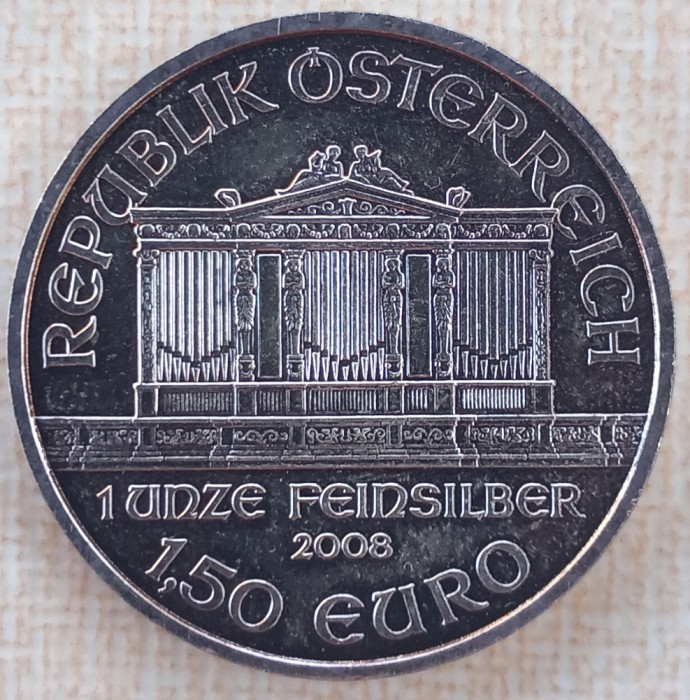 REPUBLIK ÖSTERREICH
1 UNZE FEINSILBER
2008
1,50 EURO